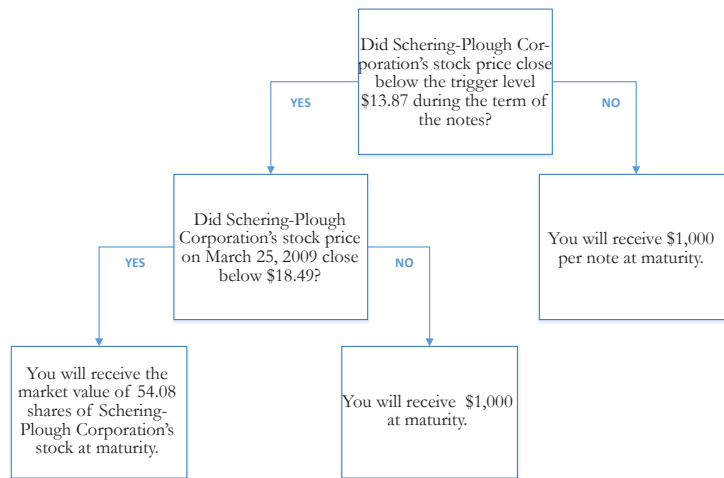 Did Schering-Plough Cor-
poration's stock price close
below the trigger level
$13.87 during the term of
the notes?
YES
NO
Did Schering-Plough
Corporation's stock price
on March 25, 2009 close
below $18.49?
You will receive $1,000
per note at maturity.
YES
NO
You will receive the
market value of 54.08
shares of Schering-
Plough Corporation's
stock at maturity.
You will receive $1,000
at maturity.